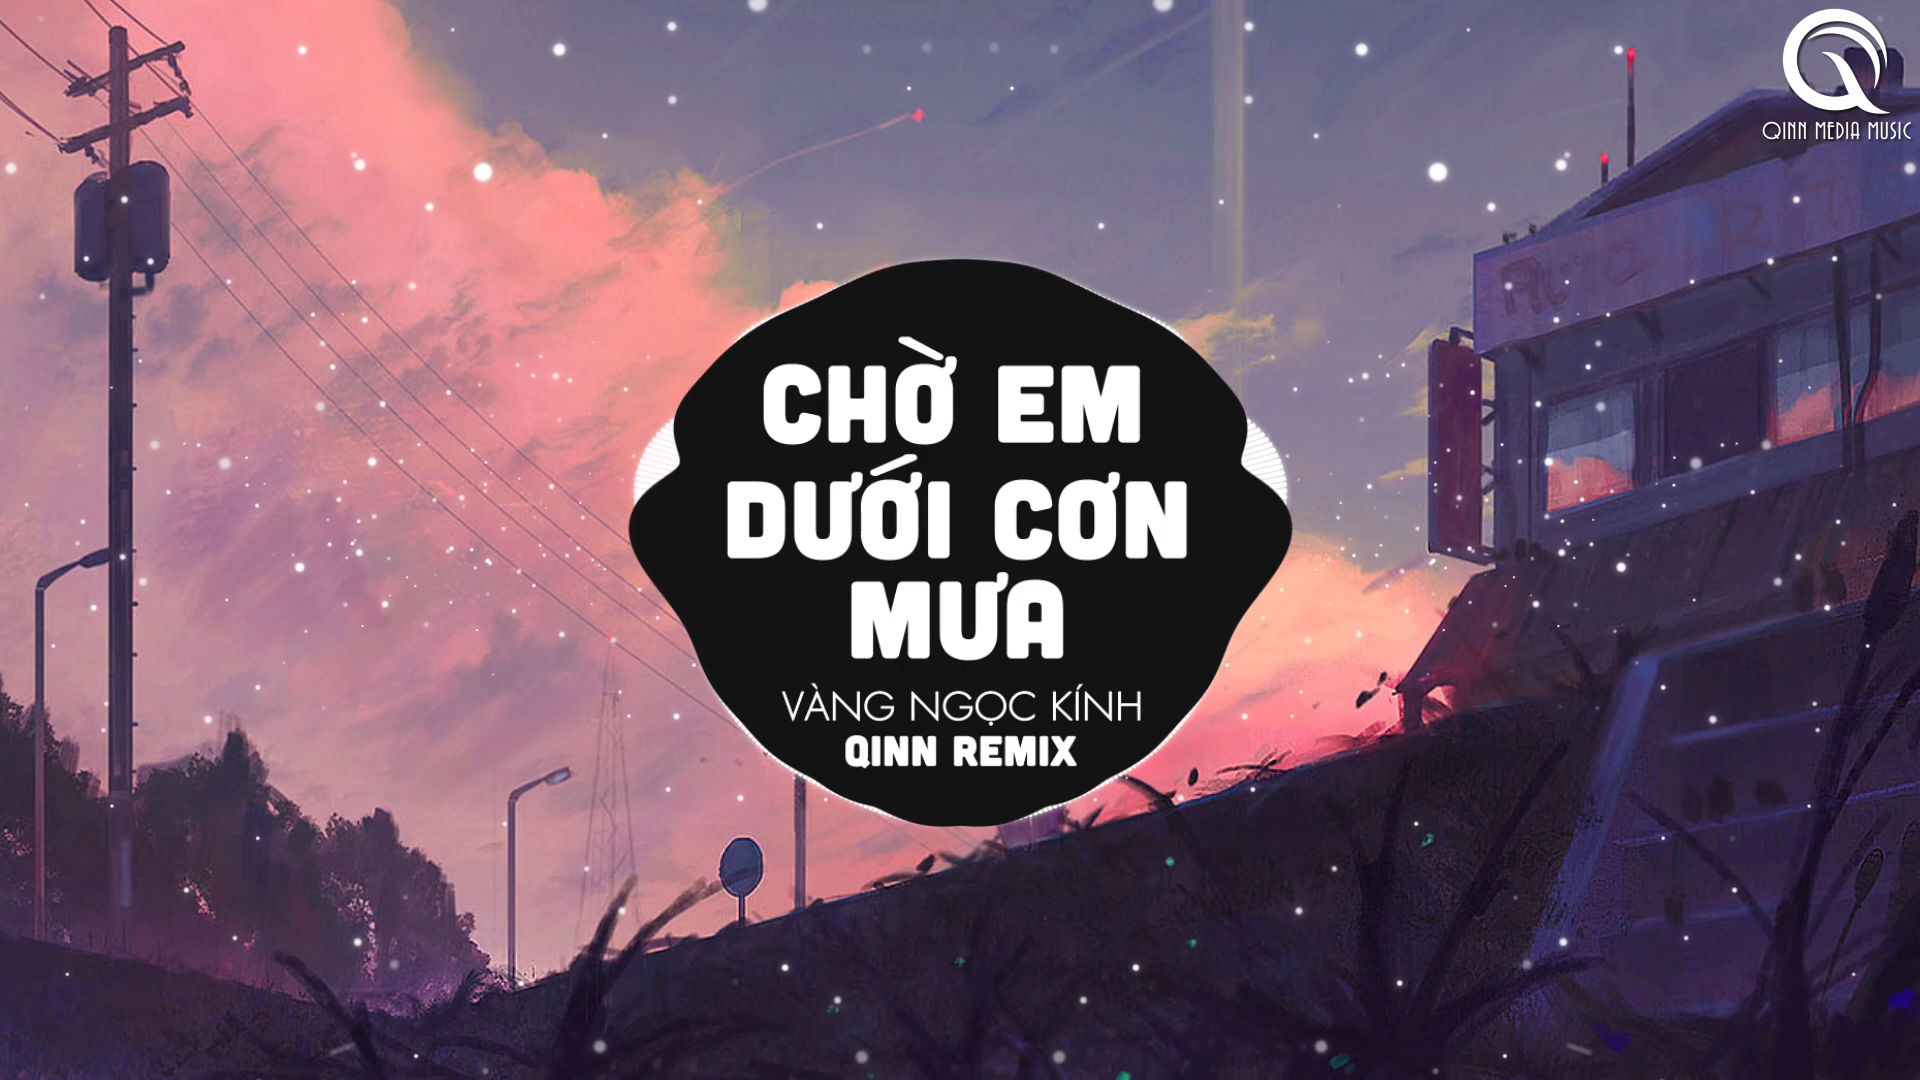 QINN MEDIA MUSIC
CHỜ EM
DƯỚI CƠN
MƯA
VÀNG NGỌC KÍNH
QINN REMIX